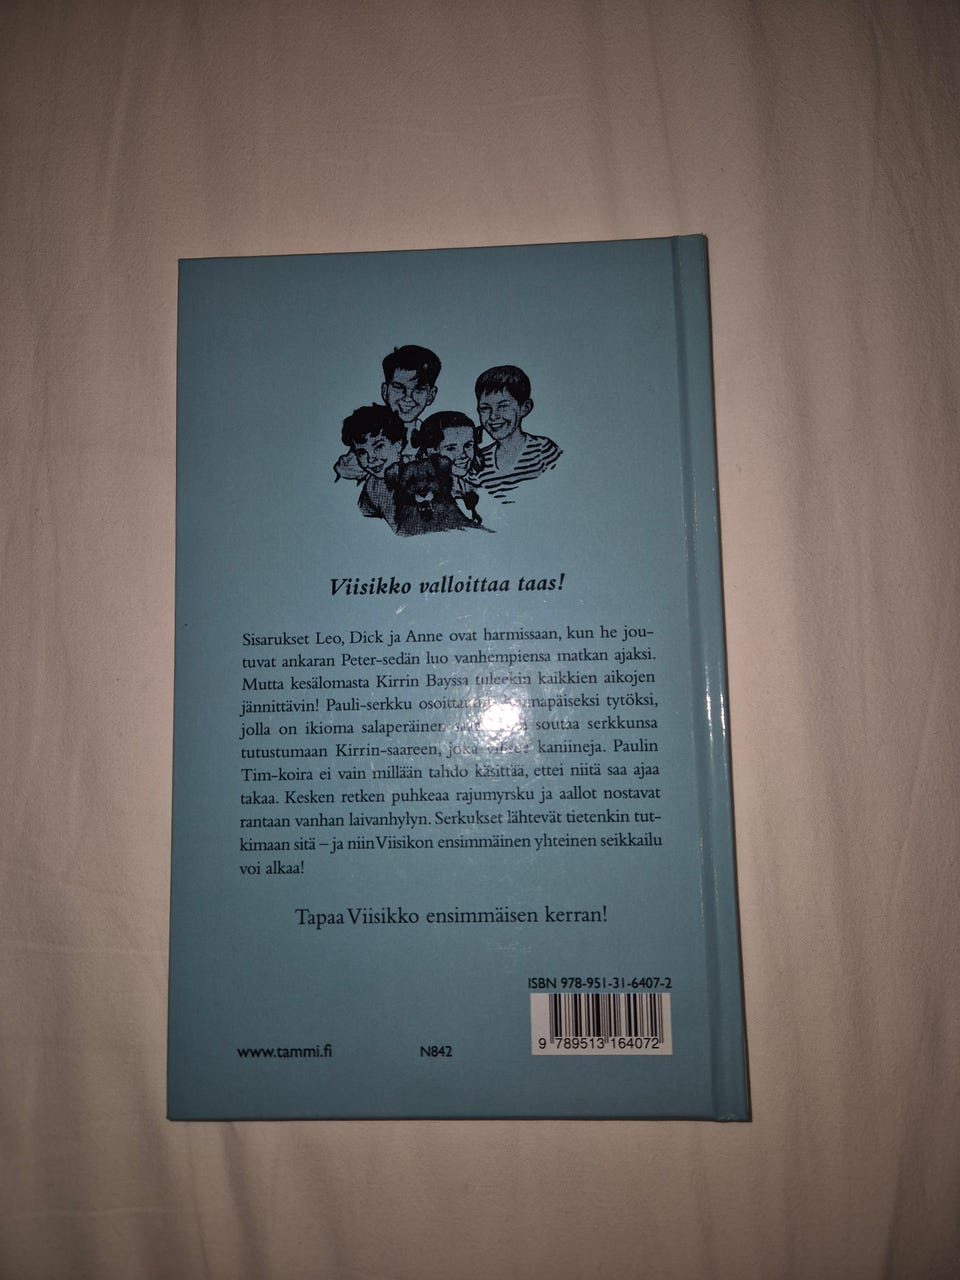 Viisikko valloittaa taas!
Sisarukset Leo, Dick ja Anne ovat harmissaan, kun he jou-
tuvat ankaran Peter-sedän luo vanhempiensa matkan ajaksi.
Mutta kesälomasta Kirrin Bayssa tuleekin kaikkien aikojen
jännittävin! Pauli-serkku osoittautuu tytöksi,
jolla on ikioma salaperäinen soutaa serkkunsa
tutustumaan Kirrin-saareen, joka vilisee kaniineja. Paulin
Tim-koira ei vain millään tahdo käsittää, ettei niitä saa ajaa
takaa. Kesken retken puhkeaa rajumyrsku ja aallot nostavat
rantaan vanhan laivanhylyn. Serkukset lähtevät tietenkin tut-
kimaan sitä – ja niin Viisikon ensimmäinen yhteinen seikkailu
voi alkaa!
Tapaa Viisikko ensimmäisen kerran!
ISBN 978-951-31-6407-2
9 789513 164072
www.tammi.fi N842